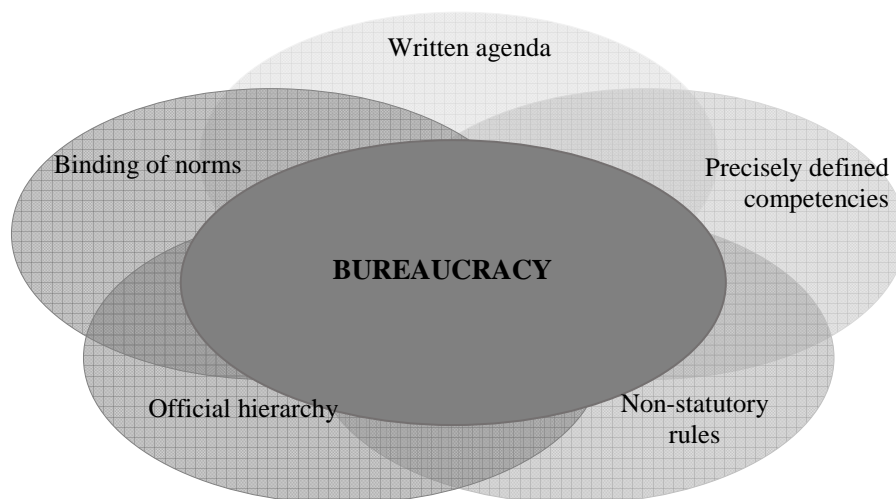 Written agenda
Binding of norms
Precisely defined
competencies
BUREAUCRACY
Official hierarchy
Non-statutory
rules